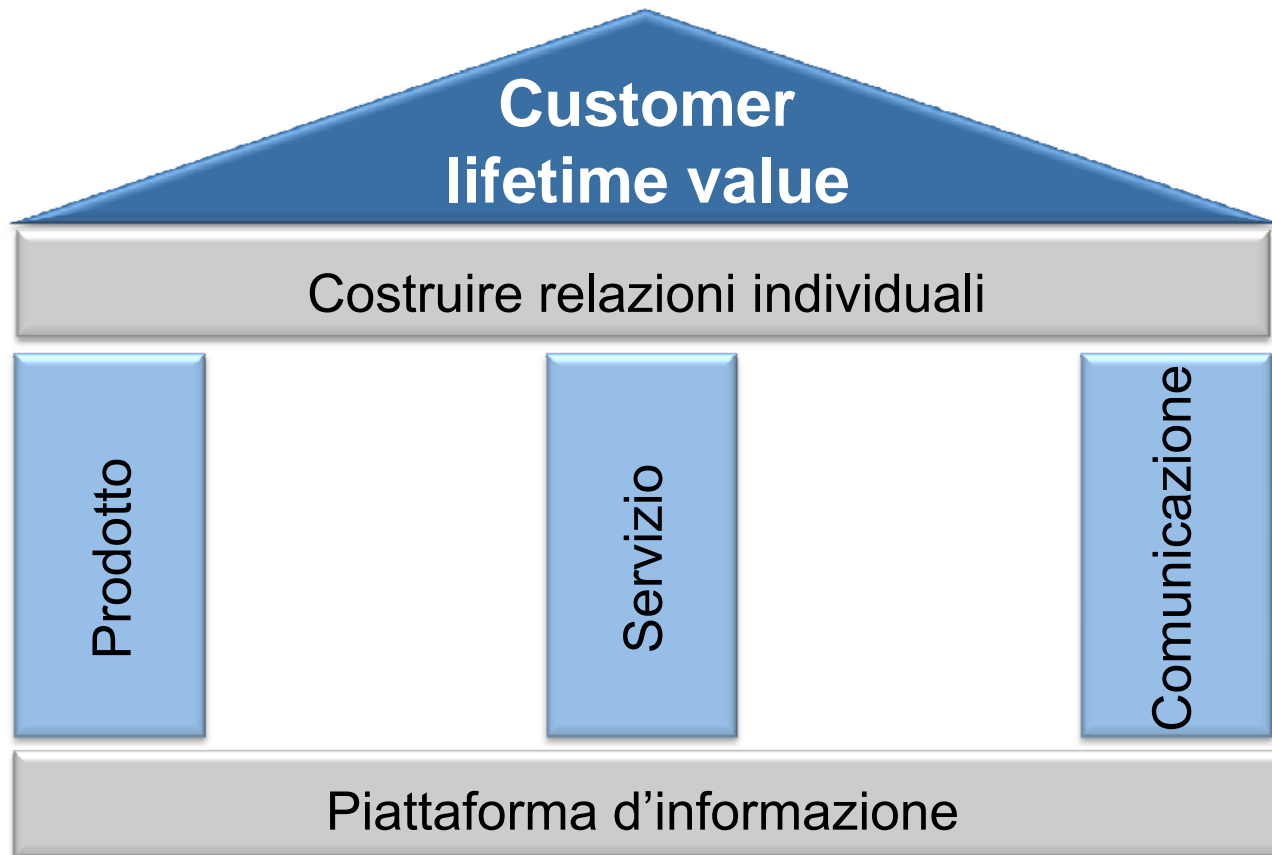 Customer
lifetime value
Costruire relazioni individuali
Prodotto
Servizio
Comunicazione
Piattaforma d’informazione